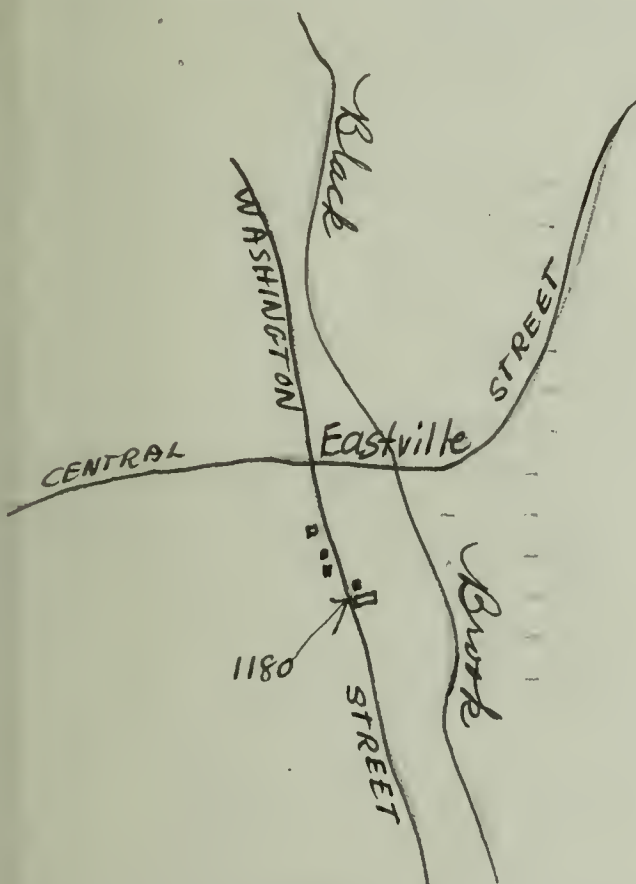 Black
WASHINGTON
STREET
Eastville
CENTRAL
Brook
1180
STREET